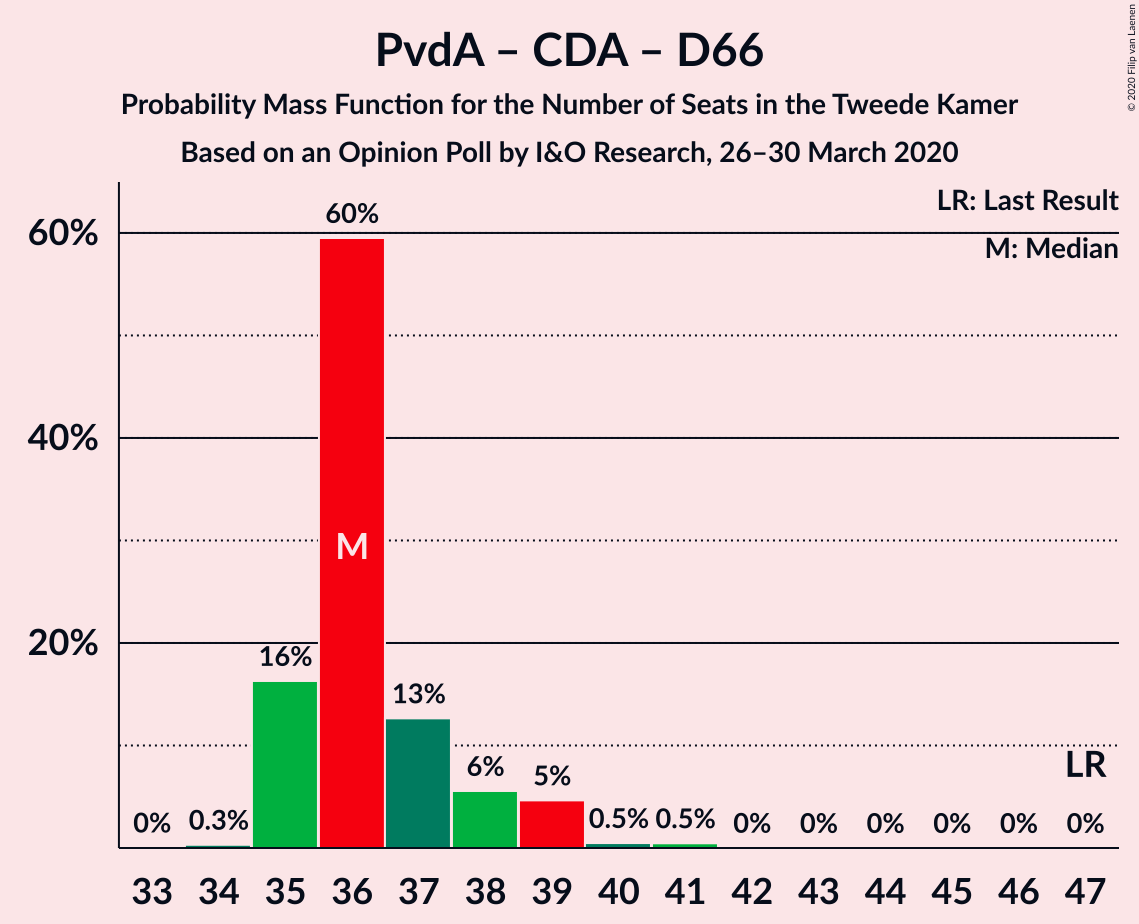 PvdA – CDA – D66
Probability Mass Function for the Number of Seats in the Tweede Kamer
Based on an Opinion Poll by I&O Research, 26–30 March 2020
© 2020 Filip van Laenen
LR: Last Result
M: Median
60%
40%
20%
0% 0.3% 16% 60% 13% 6% 5% 0.5% 0.5% 0% 0% 0% 0% 0% 0%
M
LR
33 34 35 36 37 38 39 40 41 42 43 44 45 46 47